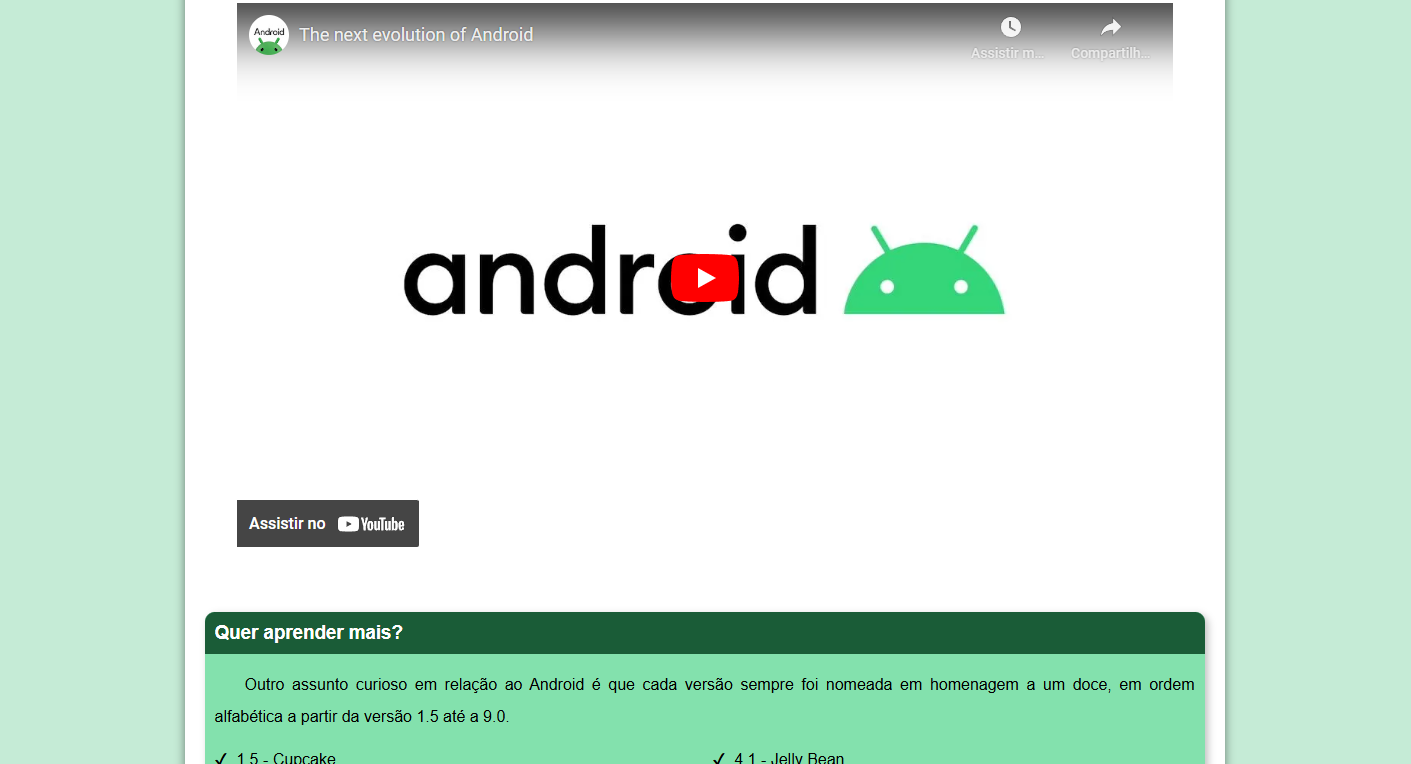 Android
The next evolution of Android
Assistir m...
Compartilh...
android
Assistir no YouTube
Quer aprender mais?
Outro assunto curioso em relação ao Android é que cada versão sempre foi nomeada em homenagem a um doce, em ordem
alfabética a partir da versão 1.5 até a 9.0.
✓ 1.5 - Cupcake
✓ 4.1 - Jelly Bean